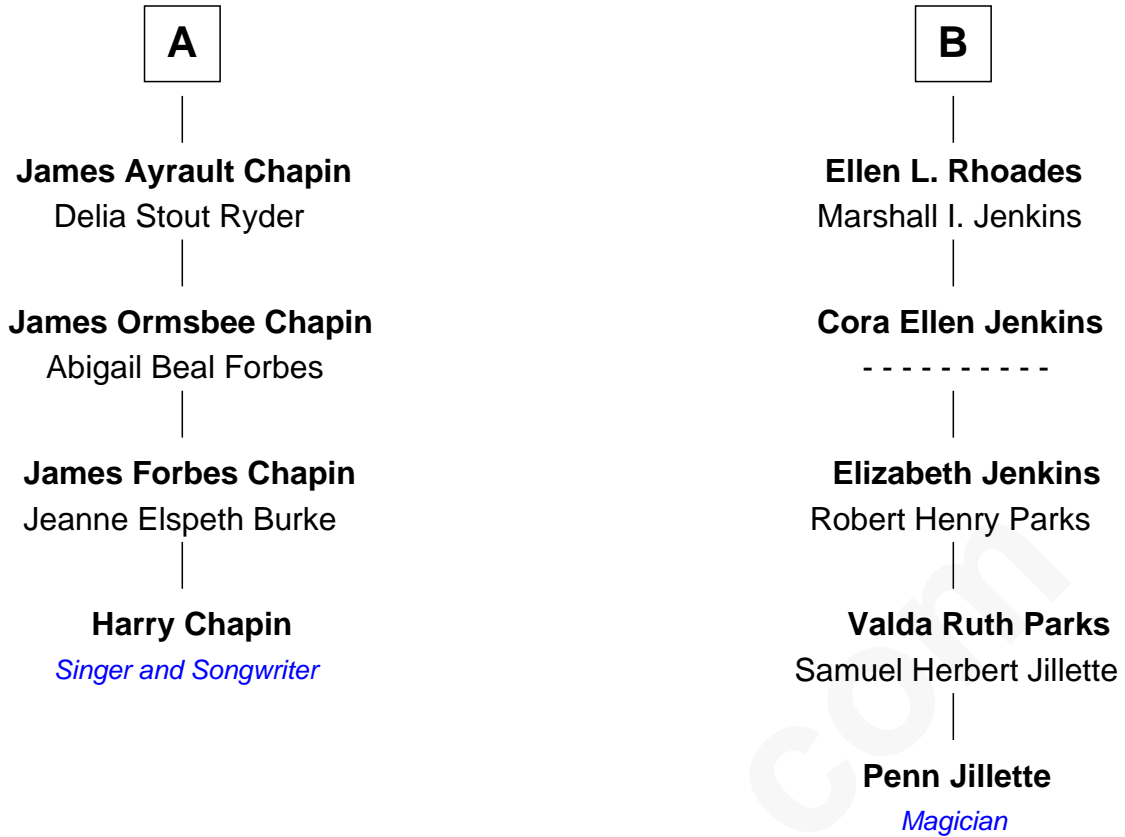 A
James Ayrault Chapin
Delia Stout Ryder
James Ormsbee Chapin
Abigail Beal Forbes
James Forbes Chapin
Jeanne Elspeth Burke
Harry Chapin
Singer and Songwriter
B
Ellen L. Rhoades
Marshall I. Jenkins
Cora Ellen Jenkins
- - - - - - - - - -
Elizabeth Jenkins
Robert Henry Parks
Valda Ruth Parks
Samuel Herbert Jillette
Penn Jillette
Magician
com